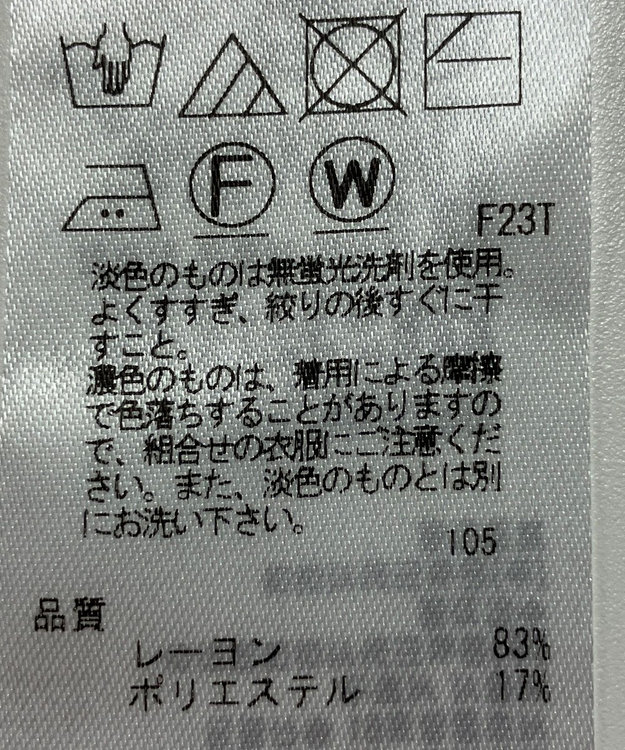 F W
F23T
淡色のものは無蛍光洗剤を使用。
よくすすぎ、絞りの後すぐに干
すこと。
濃色のものは、着用による摩擦
で色落ちすることがありますの
で、組合せの衣服にご注意くだ
さい。また、淡色のものとは別
にお洗い下さい。
105
品質
レーヨン 83%
ポリエステル 17%